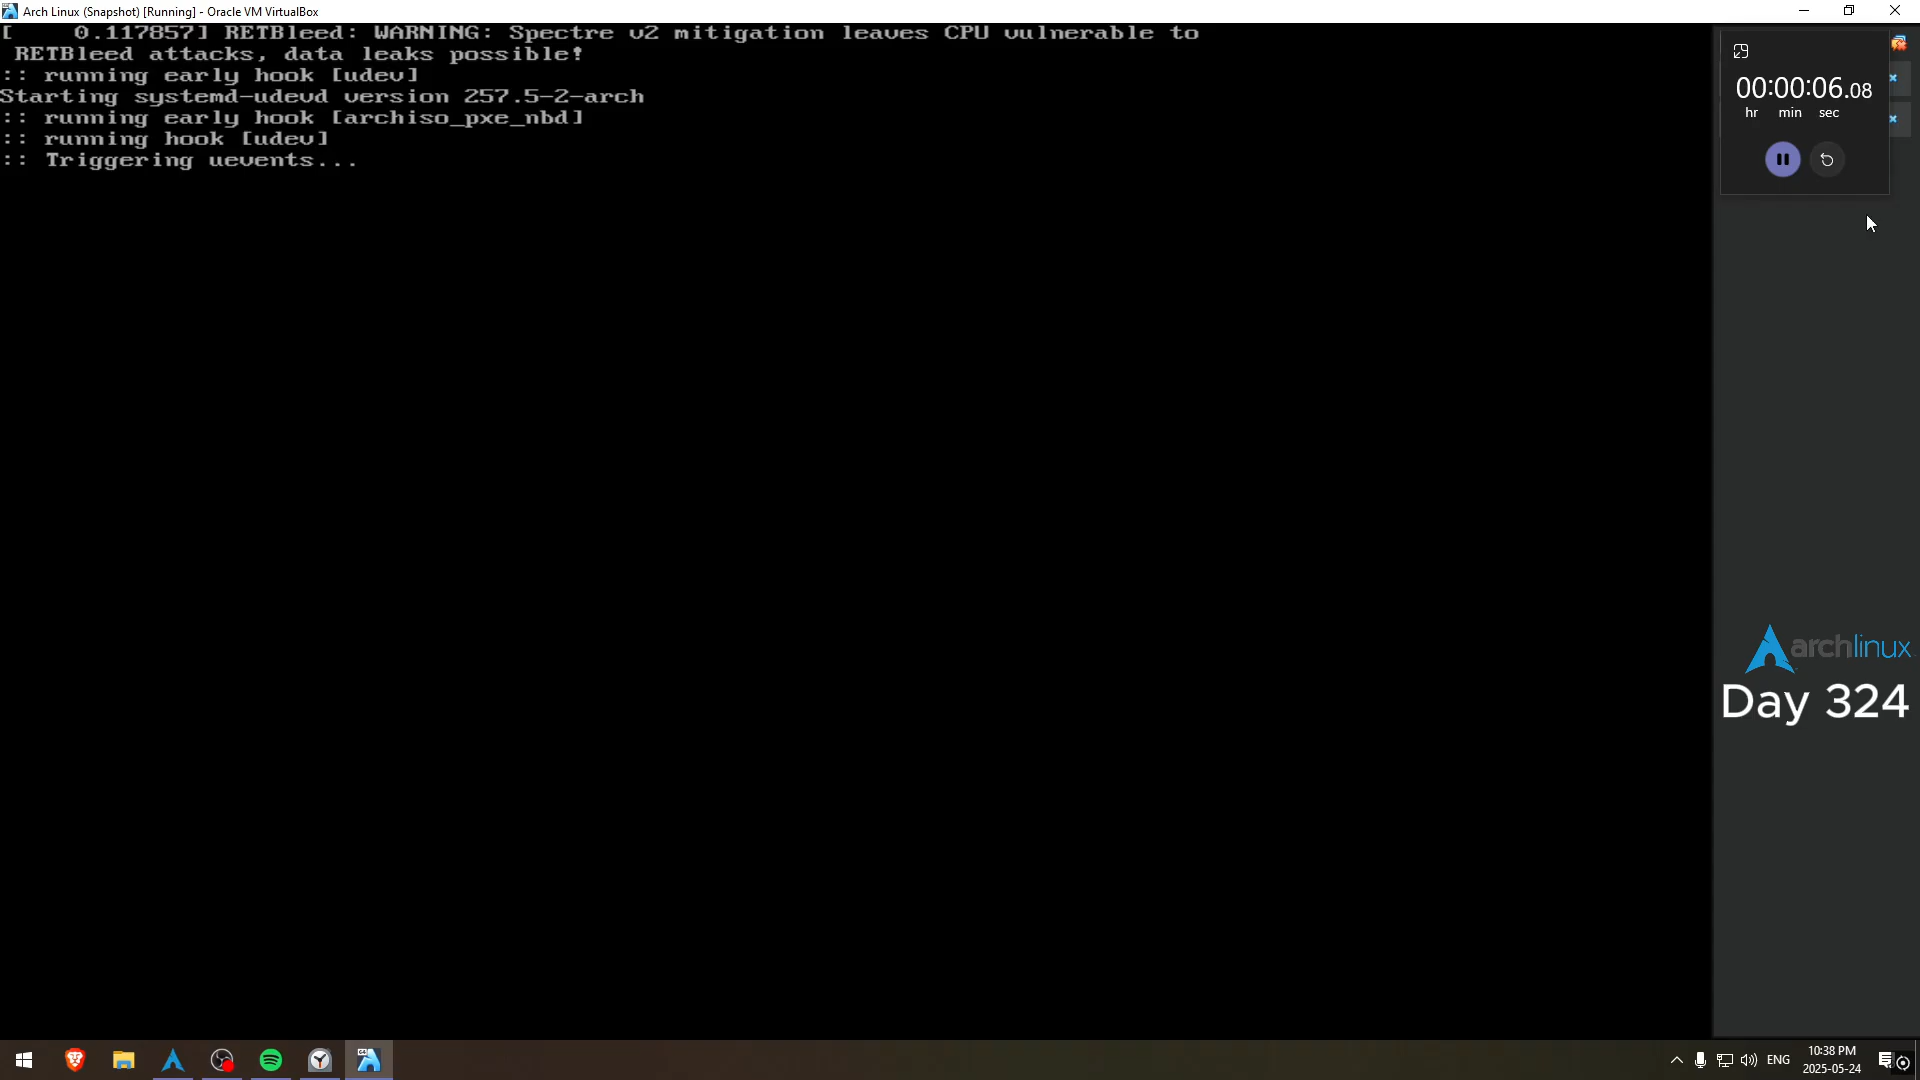 Arch Linux (Snapshot) [Running] - Oracle VM VirtualBox
[    0.117857] RETBleed: WARNING: Spectre v2 mitigation leaves CPU vulnerable to
 RETBleed attacks, data leaks possible!
:: running early hook [udev]
Starting systemd-udevd version 257.5-2-arch
:: running early hook [archiso_pxe_nbd]
:: running hook [udev]
:: Triggering uevents...
00:00:06.08
hr min sec
archlinux
Day 324
64
ENG
10:38 PM
2025-05-24